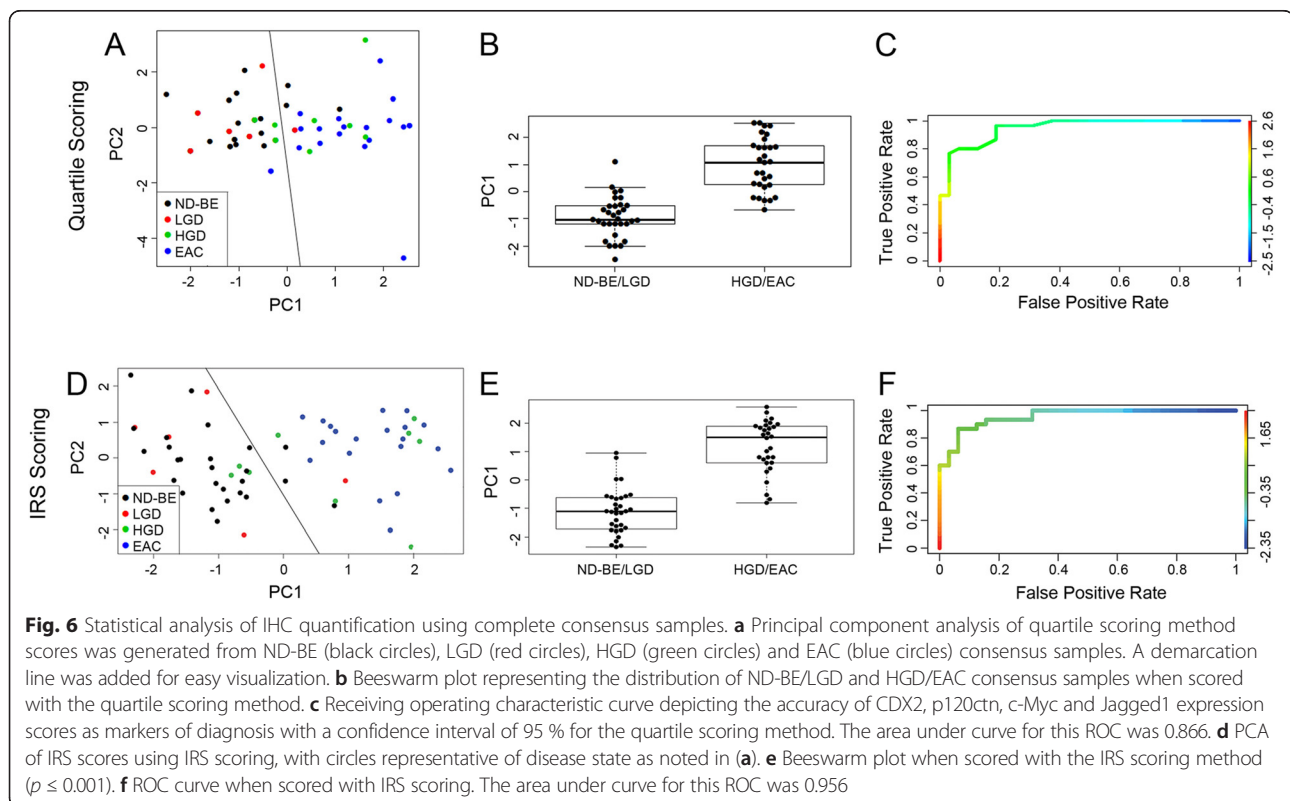 A
Quartile Scoring
PC2
2
0
-2
-4
ND-BE
LGD
HGD
EAC
-2
-1
0
1
2
PC1
B
PC1
2
1
0
-1
-2
ND-BE/LGD
HGD/EAC
C
True Positive Rate
1
0.8
0.6
0.4
0.2
0
0
0.2
0.4
0.6
0.8
1
False Positive Rate
2.6
1.6
0.6
-0.4
-1.5
-2.5
D
IRS Scoring
PC2
2
1
0
-1
-2
ND-BE
LGD
HGD
EAC
-2
-1
0
1
2
PC1
E
PC1
2
1
0
-1
-2
ND-BE/LGD
HGD/EAC
F
True Positive Rate
1
0.8
0.6
0.4
0.2
0
0
0.2
0.4
0.6
0.8
1
False Positive Rate
1.65
-0.35
-2.35
Fig. 6 Statistical analysis of IHC quantification using complete consensus samples. a Principal component analysis of quartile scoring method
scores was generated from ND-BE (black circles), LGD (red circles), HGD (green circles) and EAC (blue circles) consensus samples. A demarcation
line was added for easy visualization. b Beeswarm plot representing the distribution of ND-BE/LGD and HGD/EAC consensus samples when scored
with the quartile scoring method. c Receiving operating characteristic curve depicting the accuracy of CDX2, p120ctn, c-Myc and Jagged1 expression
scores as markers of diagnosis with a confidence interval of 95 % for the quartile scoring method. The area under curve for this ROC was 0.866. d PCA
of IRS scores using IRS scoring, with circles representative of disease state as noted in (a). e Beeswarm plot when scored with the IRS scoring method
(p ≤ 0.001). f ROC curve when scored with IRS scoring. The area under curve for this ROC was 0.956